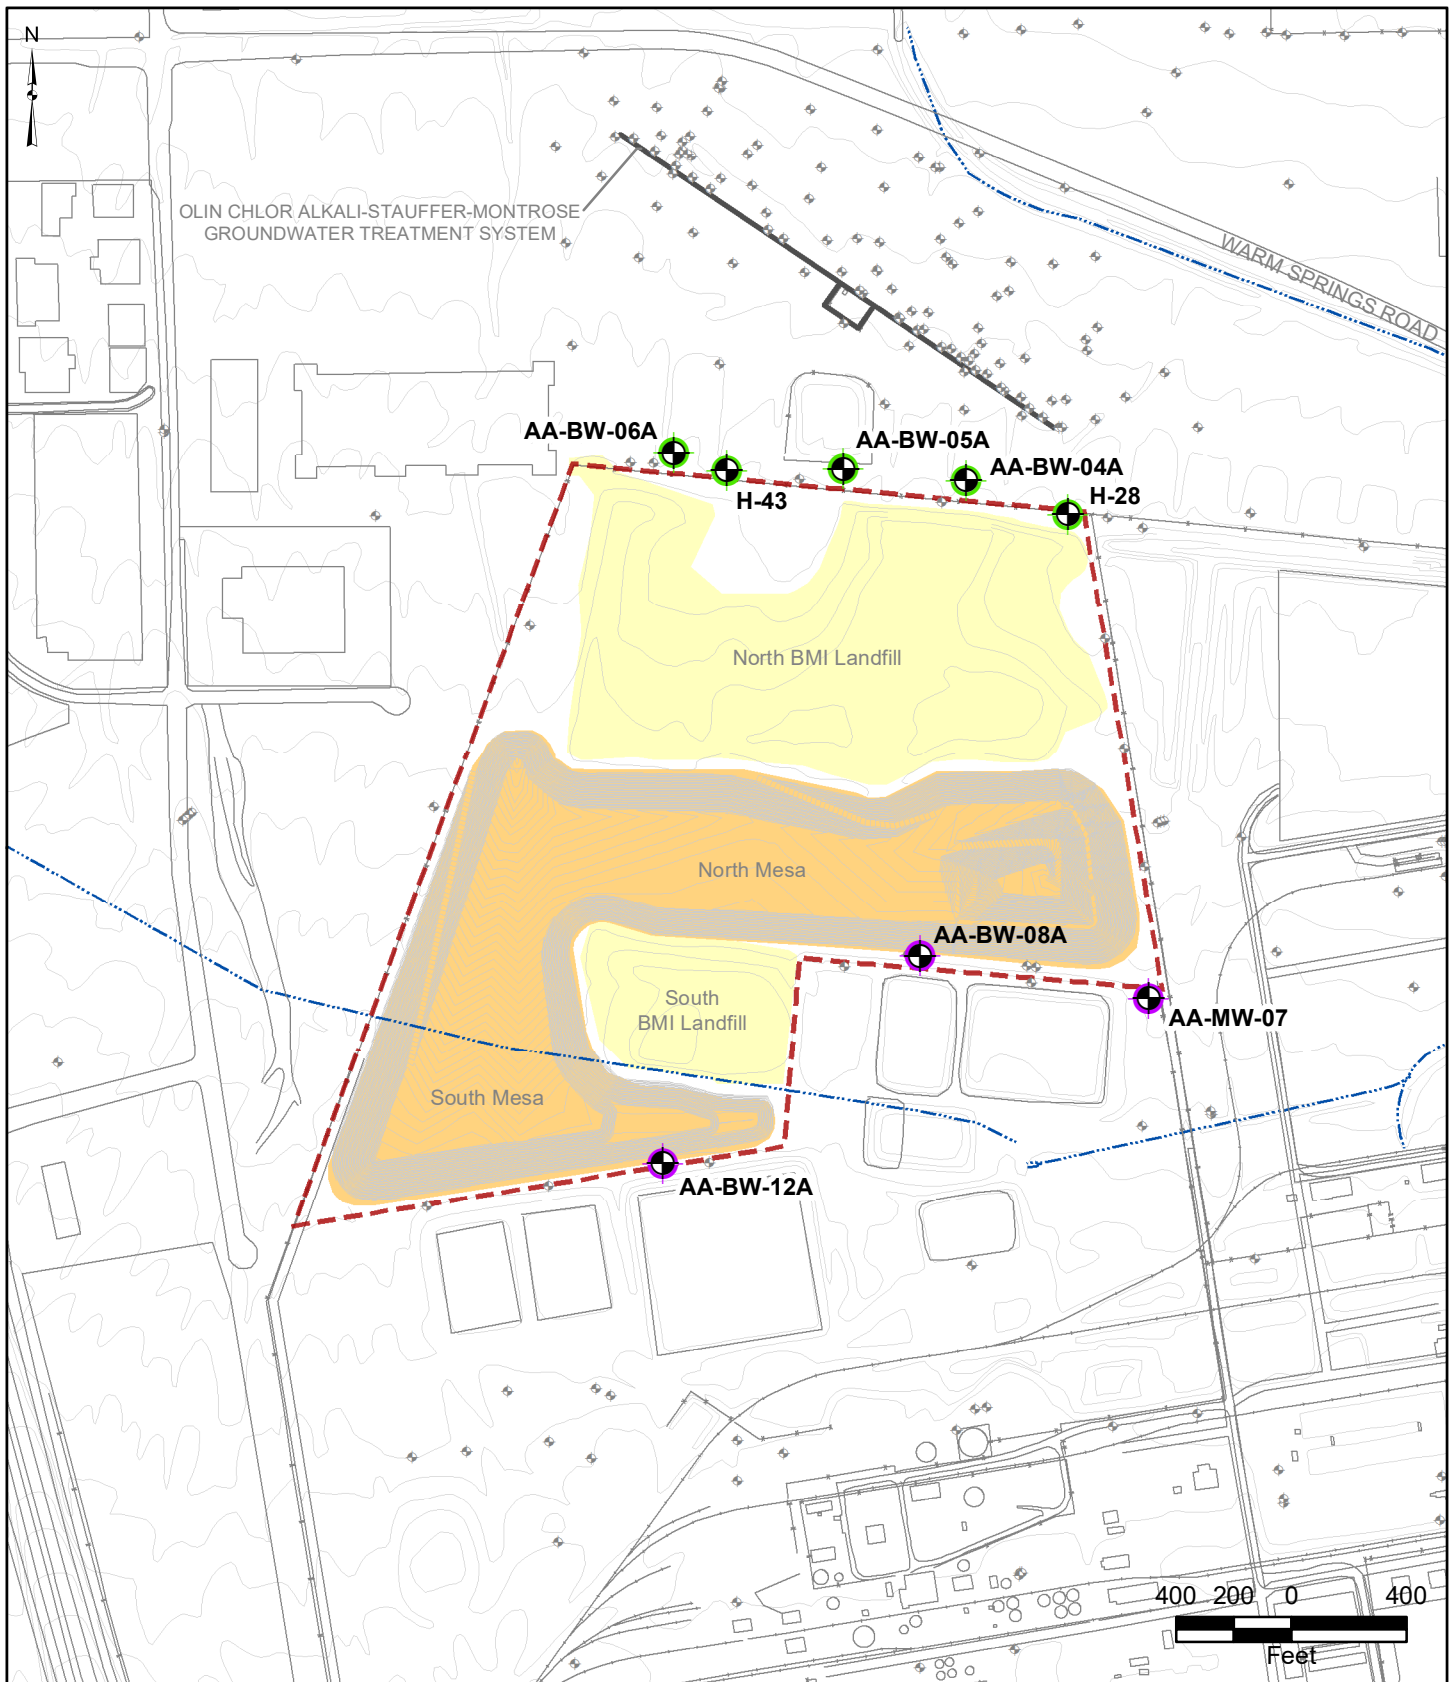 N
OLIN CHLOR ALKALI-STAUFFER-MONTROSE
GROUNDWATER TREATMENT SYSTEM
WARM SPRINGS ROAD
AA-BW-06A
AA-BW-05A
AA-BW-04A
H-43
H-28
North BMI Landfill
North Mesa
AA-BW-08A
South
BMI Landfill
AA-MW-07
South Mesa
AA-BW-12A
400 200 0 400
Feet